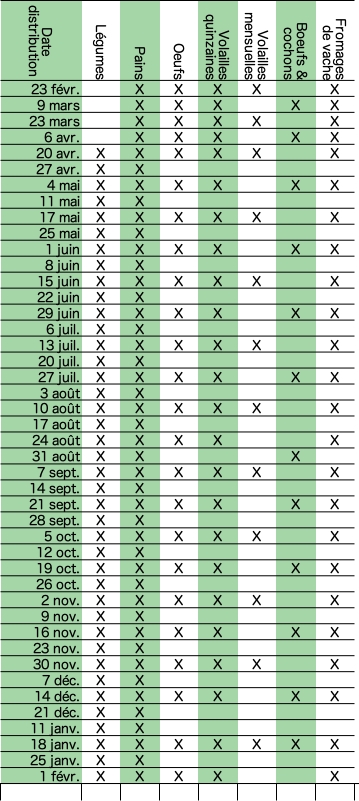 Date distribution Légumes Pains Oeufs Volailles quinzaines Volailles mensuelles Boeufs & cochons Fromages de vache
23 févr. X X X X X
9 mars X X X X X
23 mars X X X X X
6 avr. X X X X X
20 avr. X X X X X X
27 avr. X X
4 mai X X X X X X
11 mai X X
17 mai X X X X X X
25 mai X X
1 juin X X X X X X
8 juin X X
15 juin X X X X X X
22 juin X X
29 juin X X X X X X
6 juil. X X
13 juil. X X X X X X
20 juil. X X
27 juil. X X X X X X
3 août X X
10 août X X X X X X
17 août X X
24 août X X X X X
31 août X X X
7 sept. X X X X X X
14 sept. X X
21 sept. X X X X X X
28 sept. X X
5 oct. X X X X X X
12 oct. X X
19 oct. X X X X X X
26 oct. X X
2 nov. X X X X X X
9 nov. X X
16 nov. X X X X X X
23 nov. X X
30 nov. X X X X X X
7 déc. X X
14 déc. X X X X X X
21 déc. X X
11 janv. X X
18 janv. X X X X X X X
25 janv. X X
1 févr. X X X X X